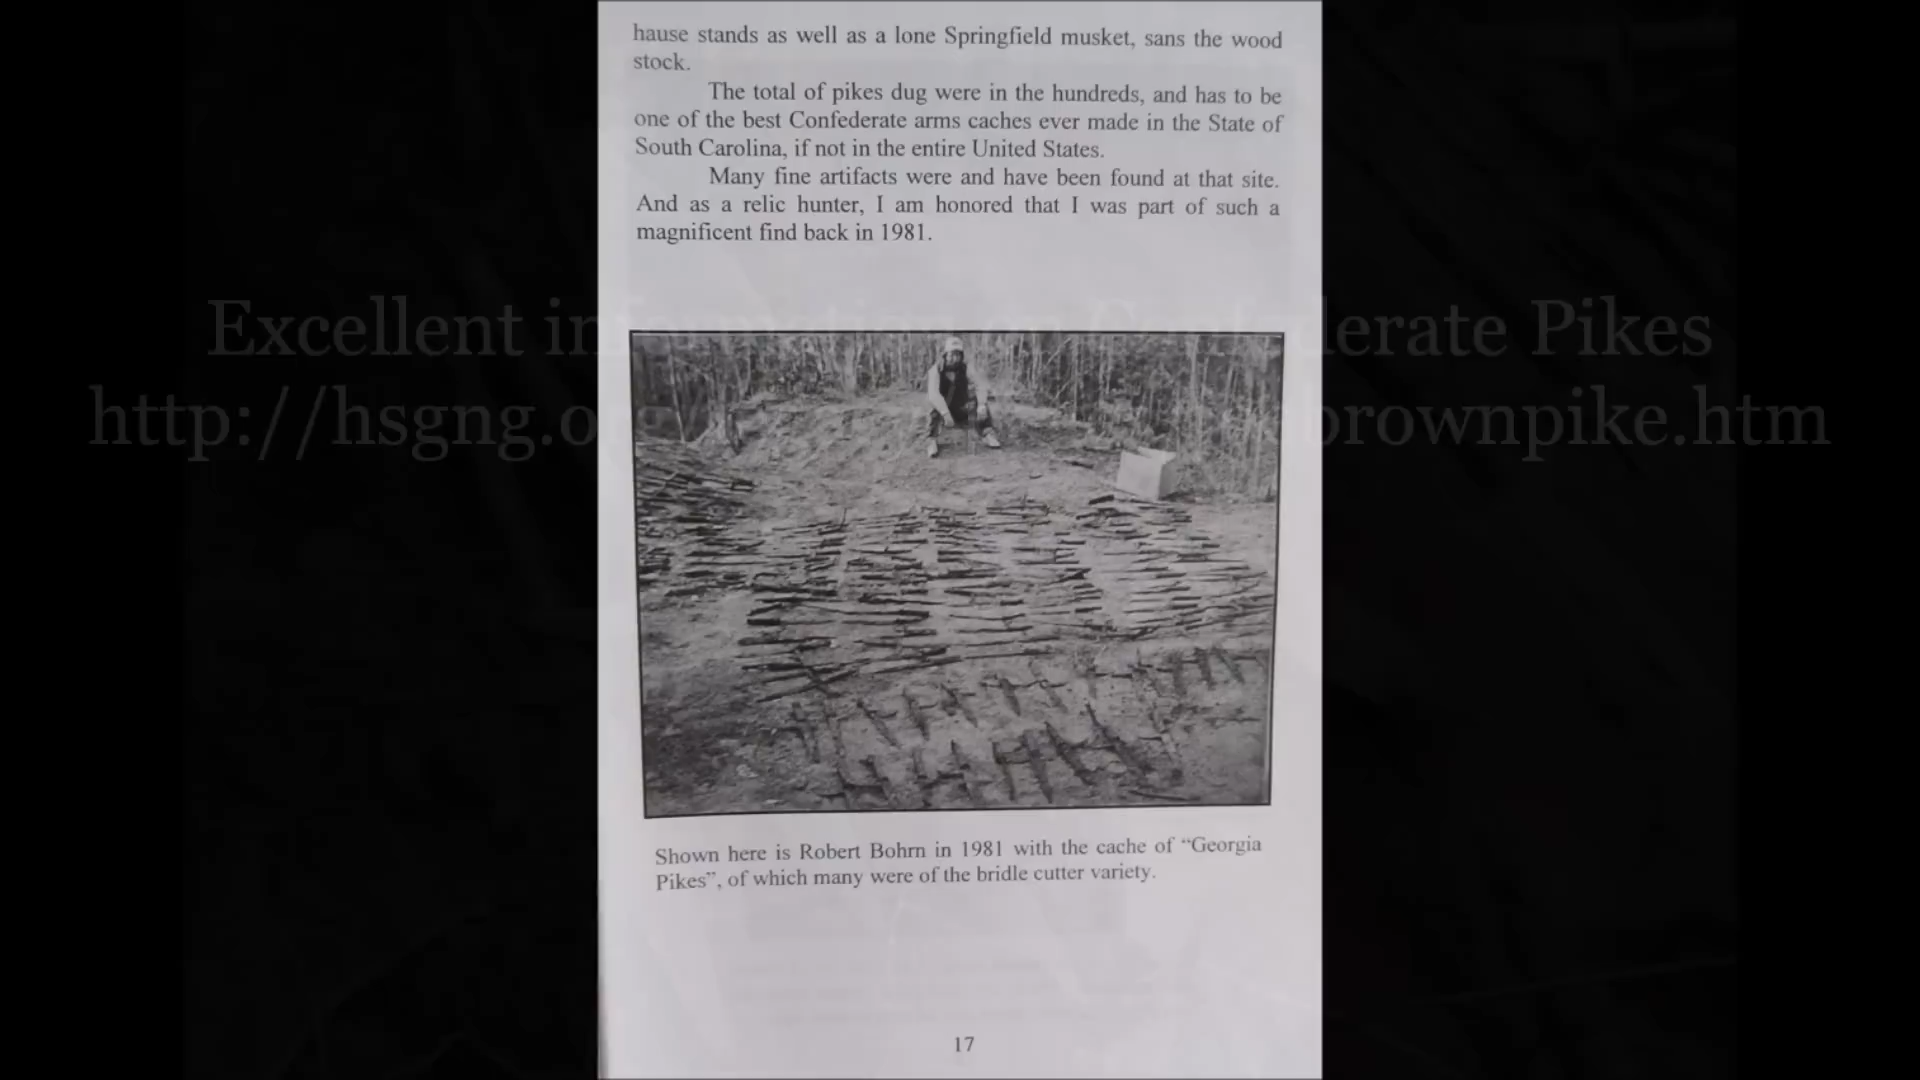 hause stands as well as a lone Springfield musket, sans the wood
stock.
The total of pikes dug were in the hundreds, and has to be
one of the best Confederate arms caches ever made in the State of
South Carolina, if not in the entire United States.
Many fine artifacts were and have been found at that site.
And as a relic hunter, I am honored that I was part of such a
magnificent find back in 1981.
Excellent information on Confederate Pikes
http://hsgng.org brownpike.htm
Shown here is Robert Bohrn in 1981 with the cache of “Georgia
Pikes”, of which many were of the bridle cutter variety.
17